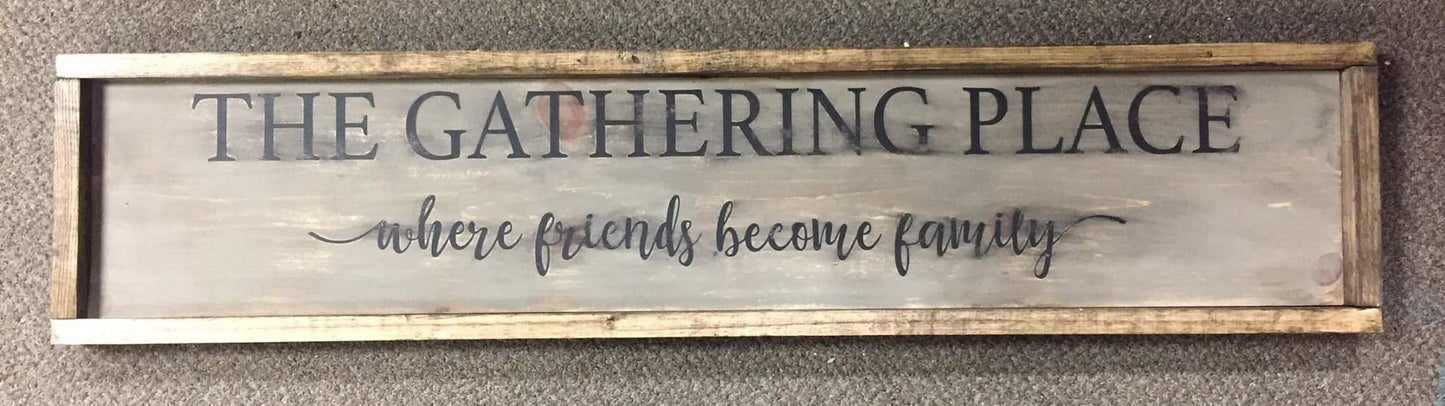 THE GATHERING PLACE
where friends become family